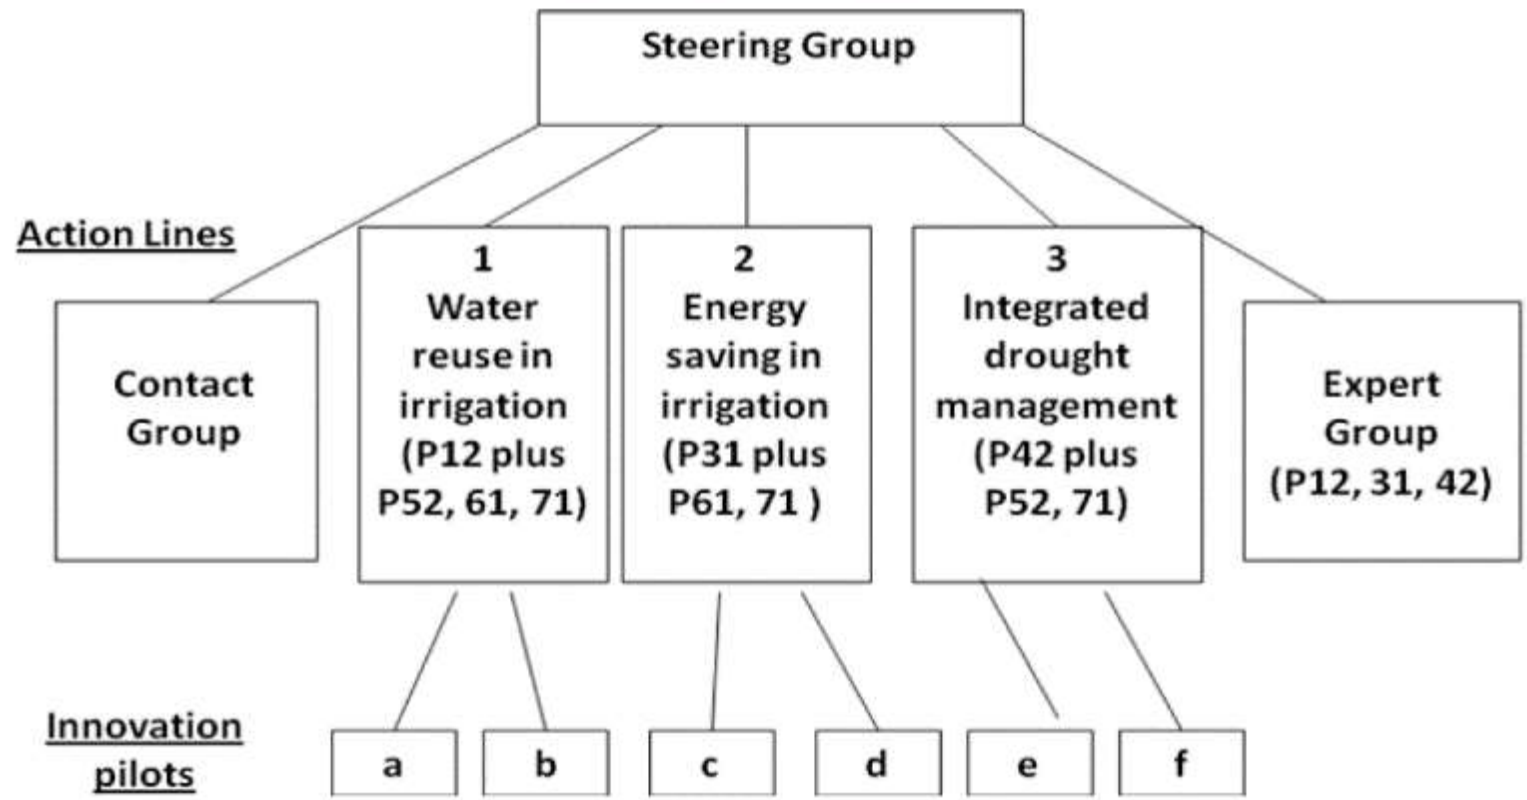 Steering Group
Action Lines
Contact
Group
1
Water
reuse in
irrigation
(P12 plus
P52, 61, 71)
2
Energy
saving in
irrigation
(P31 plus
P61, 71 )
3
Integrated
drought
management
(P42 plus
P52, 71)
Expert
Group
(P12, 31, 42)
Innovation
pilots
a
b
c
d
e
f